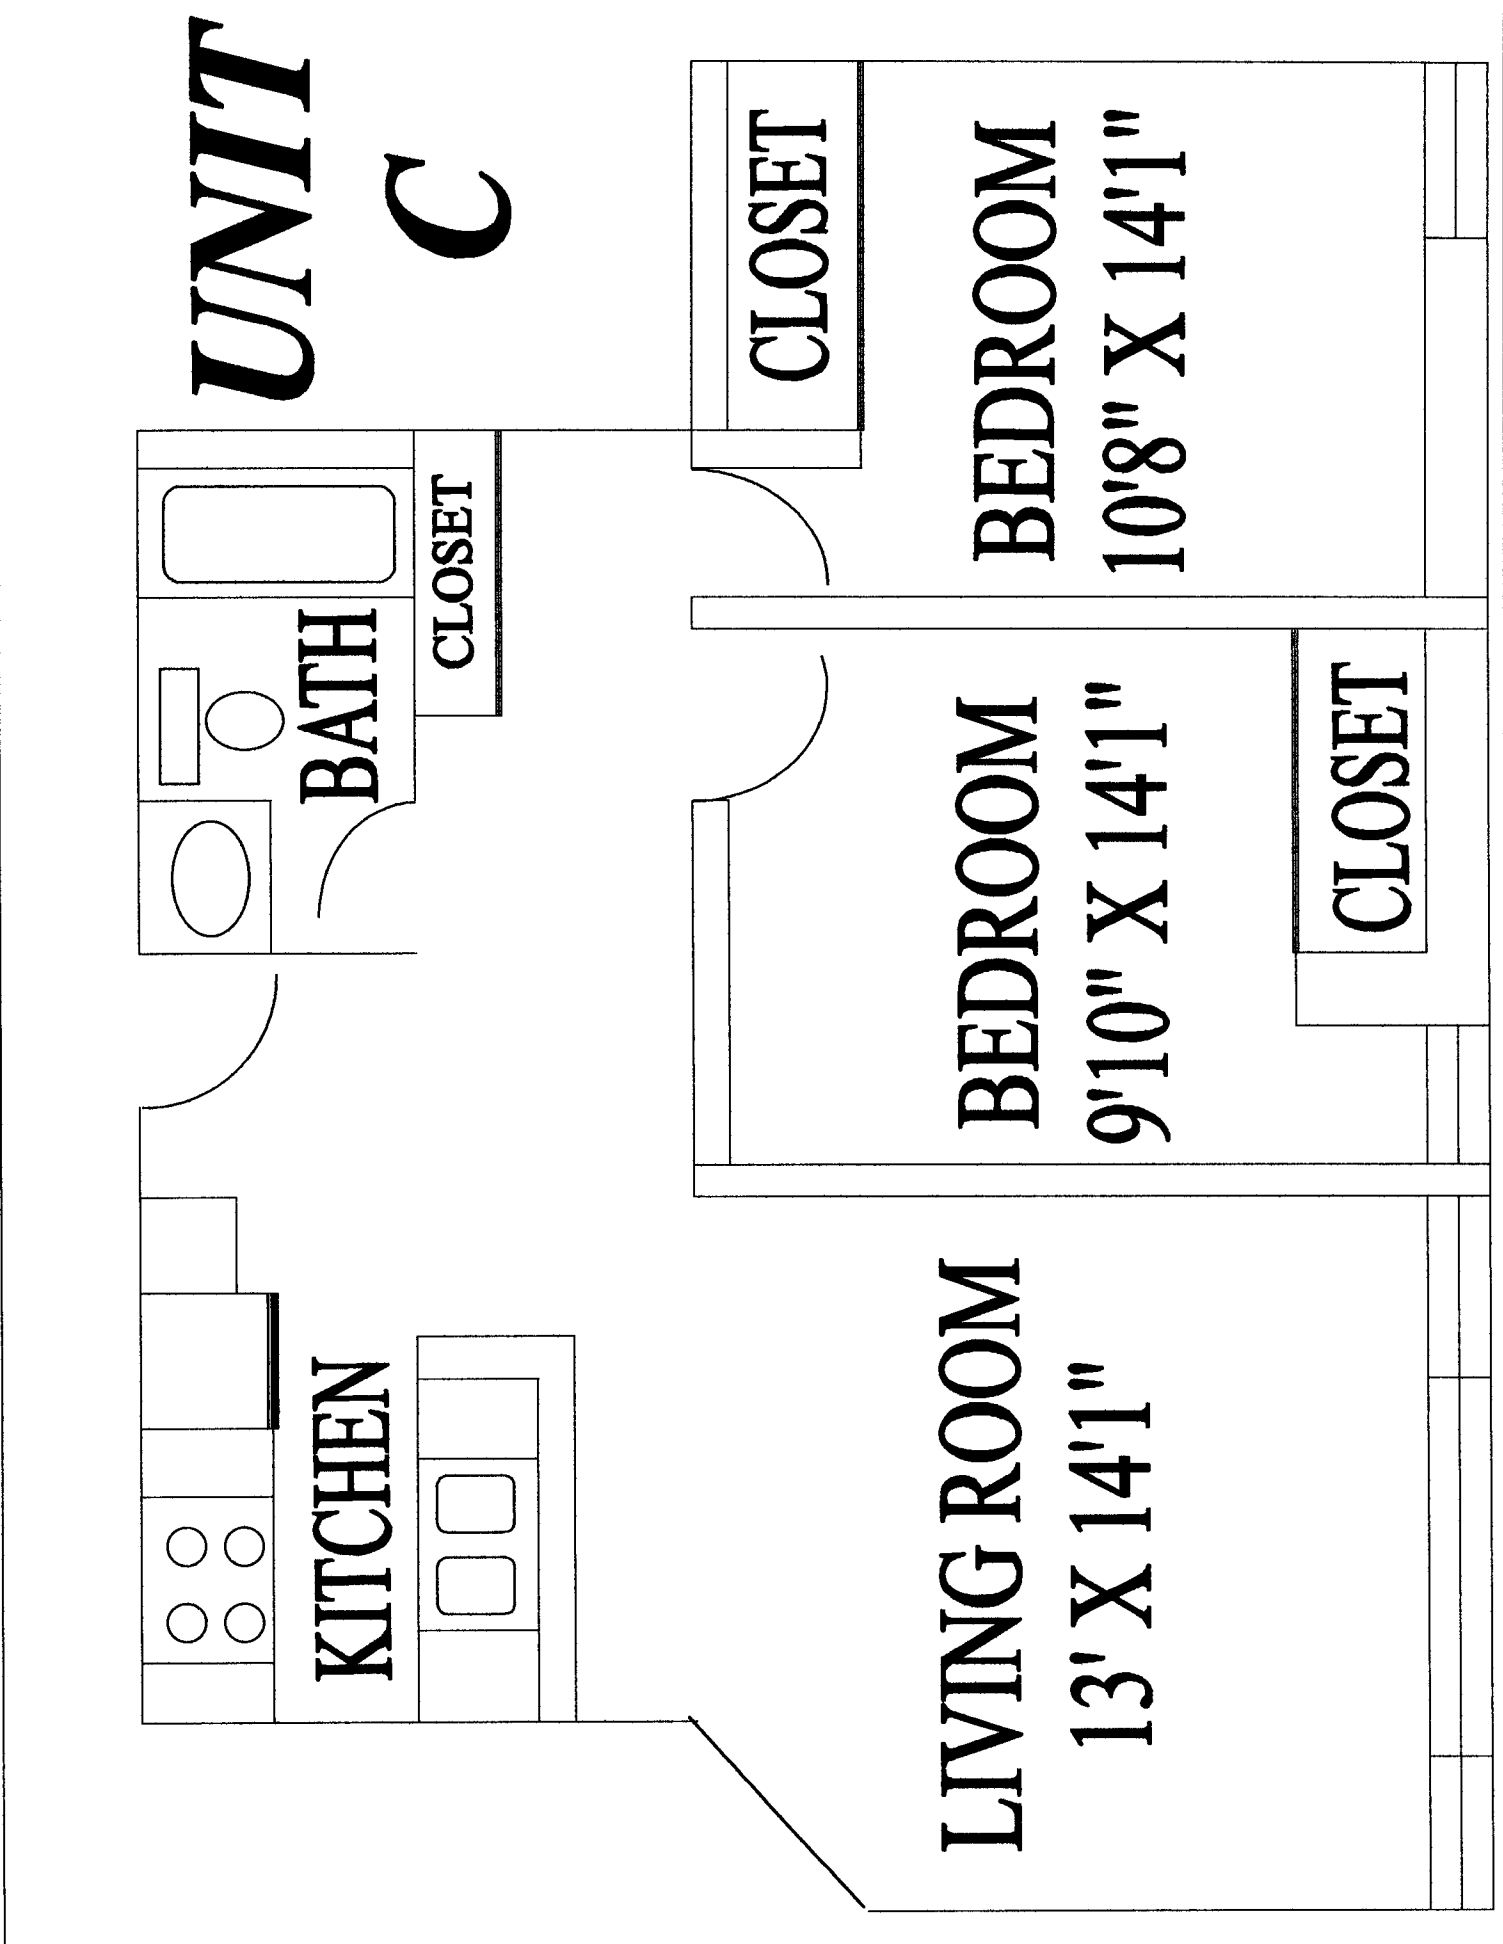 UNIT
C
BATH
CLOSET
CLOSET
KITCHEN
LIVING ROOM
13' X 14'1"
BEDROOM
9'10" X 14'1"
BEDROOM
10'8" X 14'1"
CLOSET